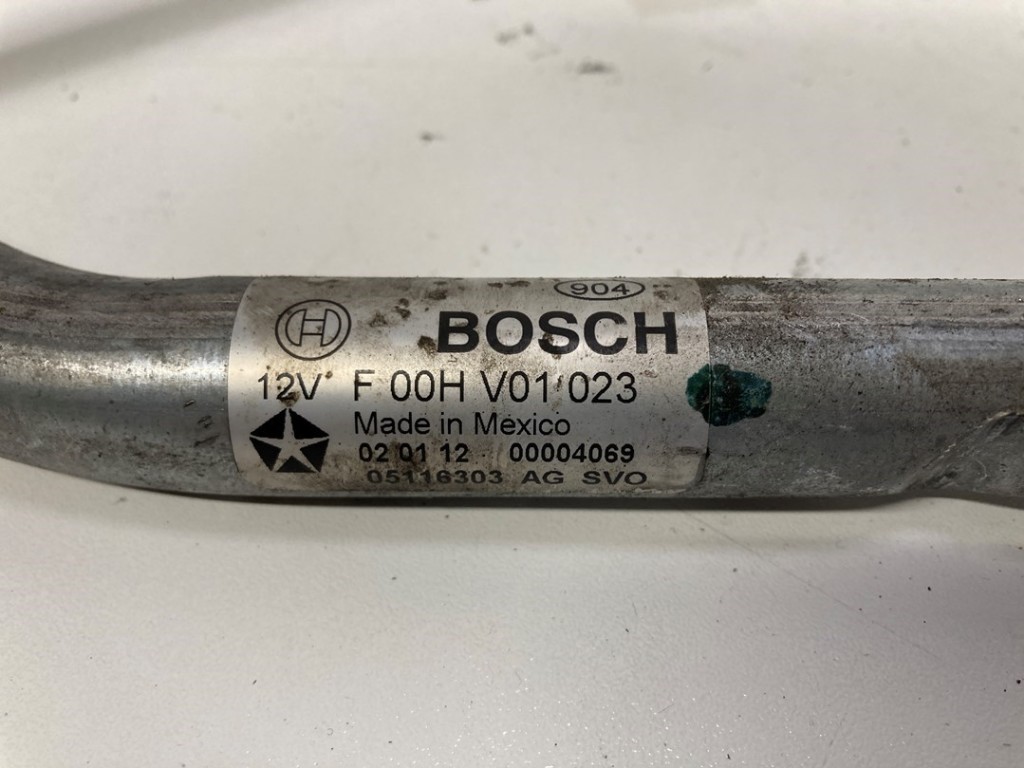 904
BOSCH
12V F 00H V01 023
Made in Mexico
02 01 12 00004069
05116303 AG SVO